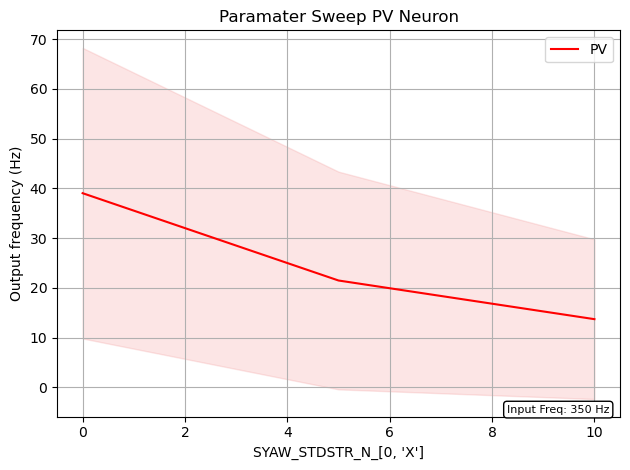 Paramater Sweep PV Neuron
PV
Output frequency (Hz)
70
60
50
40
30
20
10
0
Input Freq: 350 Hz
0 2 4 6 8 10
SYAW_STDSTR_N_[0, 'X']